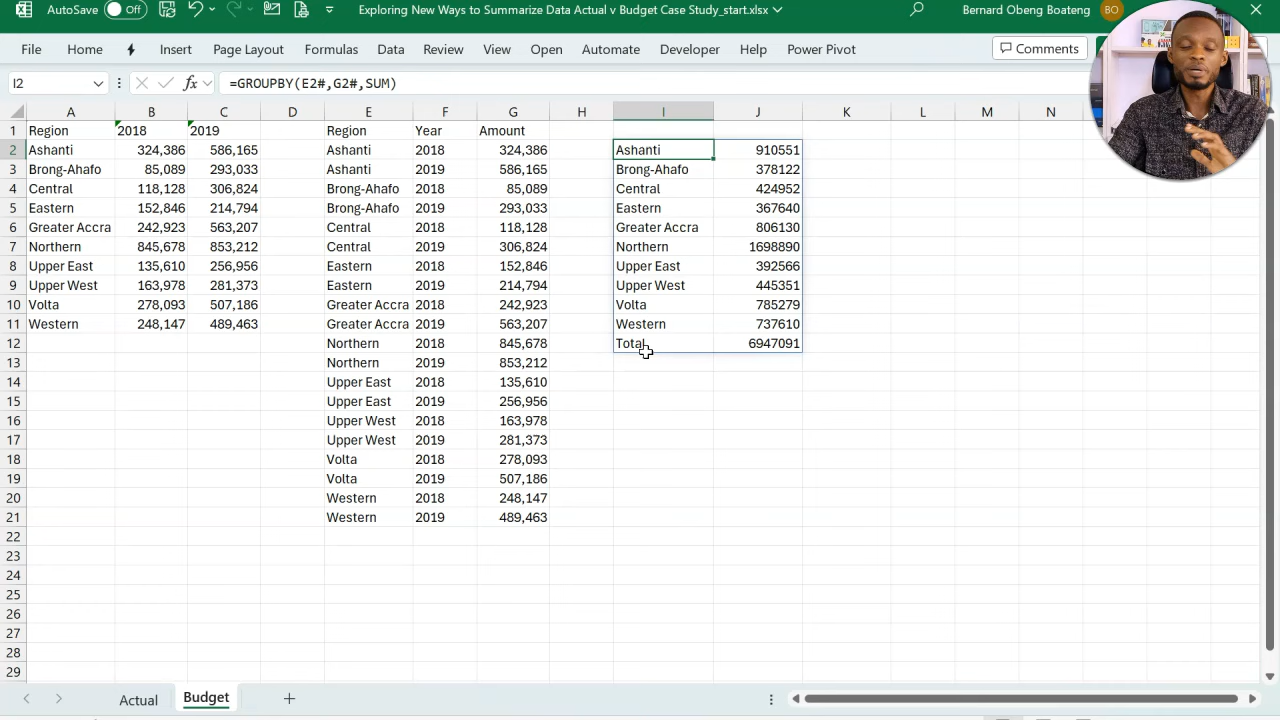 AutoSave Off Exploring New Ways to Summarize Data Actual v Budget Case Study_start.xlsx Bernard Obeng Boateng BO
File Home Insert Page Layout Formulas Data Review View Open Automate Developer Help Power Pivot Comments
I2 fx =GROUPBY(E2#,G2#,SUM)
A B C D E F G H I J K L M N
1 Region 2018 2019 Region Year Amount
2 Ashanti 324,386 586,165 Ashanti 2018 324,386 Ashanti 910551
3 Brong-Ahafo 85,089 293,033 Ashanti 2019 586,165 Brong-Ahafo 378122
4 Central 118,128 306,824 Brong-Ahafo 2018 85,089 Central 424952
5 Eastern 152,846 214,794 Brong-Ahafo 2019 293,033 Eastern 367640
6 Greater Accra 242,923 563,207 Central 2018 118,128 Greater Accra 806130
7 Northern 845,678 853,212 Central 2019 306,824 Northern 1698890
8 Upper East 135,610 256,956 Eastern 2018 152,846 Upper East 392566
9 Upper West 163,978 281,373 Eastern 2019 214,794 Upper West 445351
10 Volta 278,093 507,186 Greater Accra 2018 242,923 Volta 785279
11 Western 248,147 489,463 Greater Accra 2019 563,207 Western 737610
12 Northern 2018 845,678 Total 6947091
13 Northern 2019 853,212
14 Upper East 2018 135,610
15 Upper East 2019 256,956
16 Upper West 2018 163,978
17 Upper West 2019 281,373
18 Volta 2018 278,093
19 Volta 2019 507,186
20 Western 2018 248,147
21 Western 2019 489,463
22
23
24
25
26
27
28
29
Actual Budget